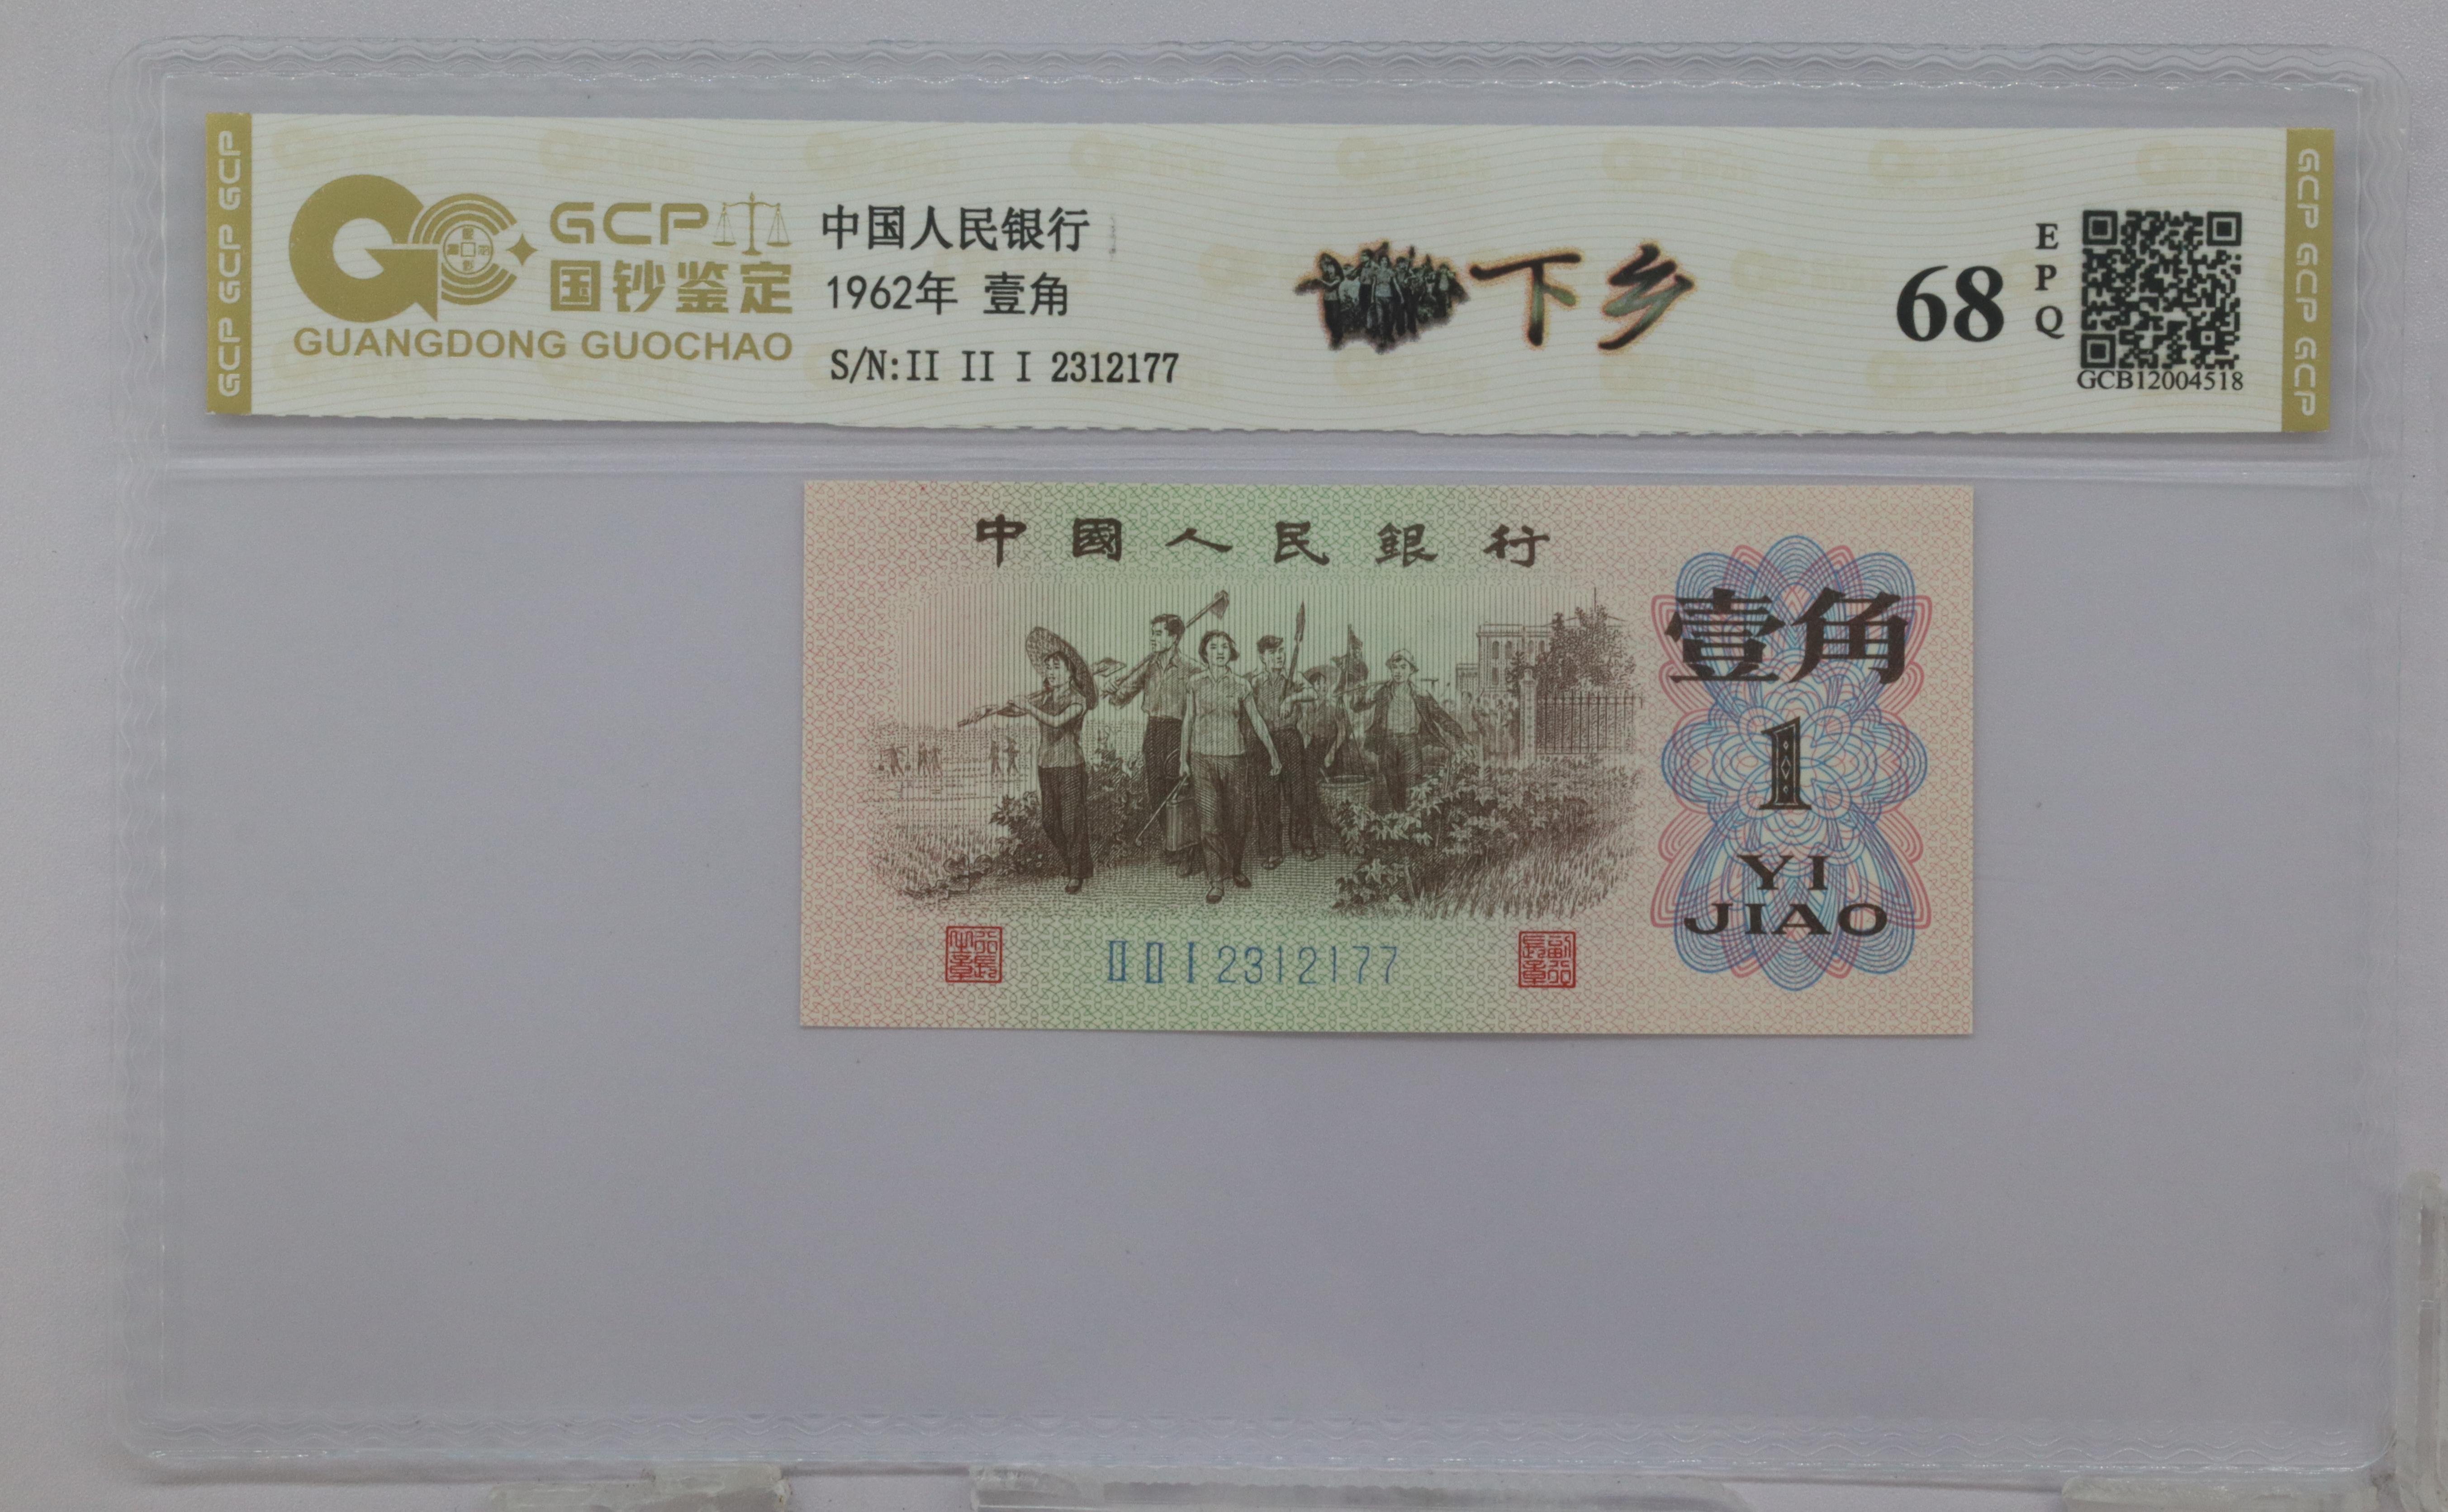 GCP GCP GCP
GCP
国钞鉴定
GUANGDONG GUOCHAO
中国人民银行
1962年 壹角
S/N:II II I 2312177
下乡
68
EPQ
GCB12004518
GCP GCP GCP
中國人民銀行
壹角
1
YI
JIAO
II II I 2312177